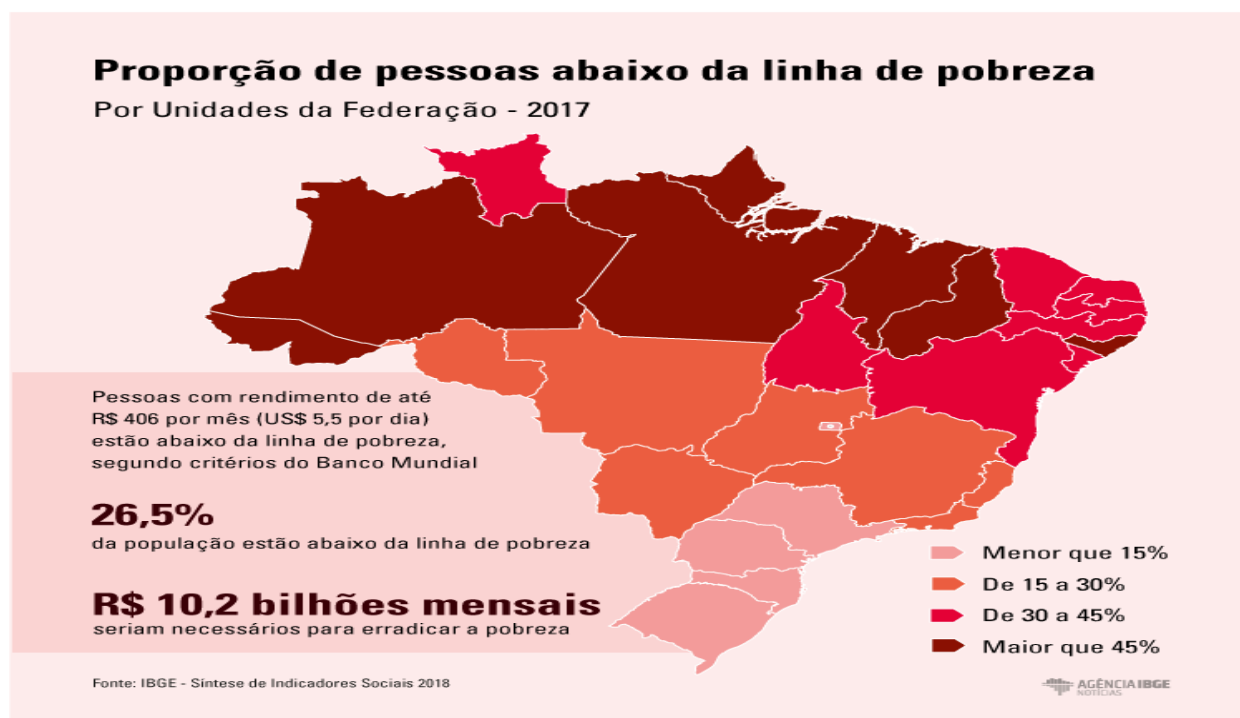 Proporção de pessoas abaixo da linha de pobreza
Por Unidades da Federação - 2017
Pessoas com rendimento de até
R$ 406 por mês (US$ 5,5 por dia)
estão abaixo da linha de pobreza,
segundo critérios do Banco Mundial
26,5%
da população estão abaixo da linha de pobreza
R$ 10,2 bilhões mensais
seriam necessários para erradicar a pobreza
Menor que 15%
De 15 a 30%
De 30 a 45%
Maior que 45%
Fonte: IBGE - Síntese de Indicadores Sociais 2018
AGÊNCIA IBGE
NOTÍCIAS